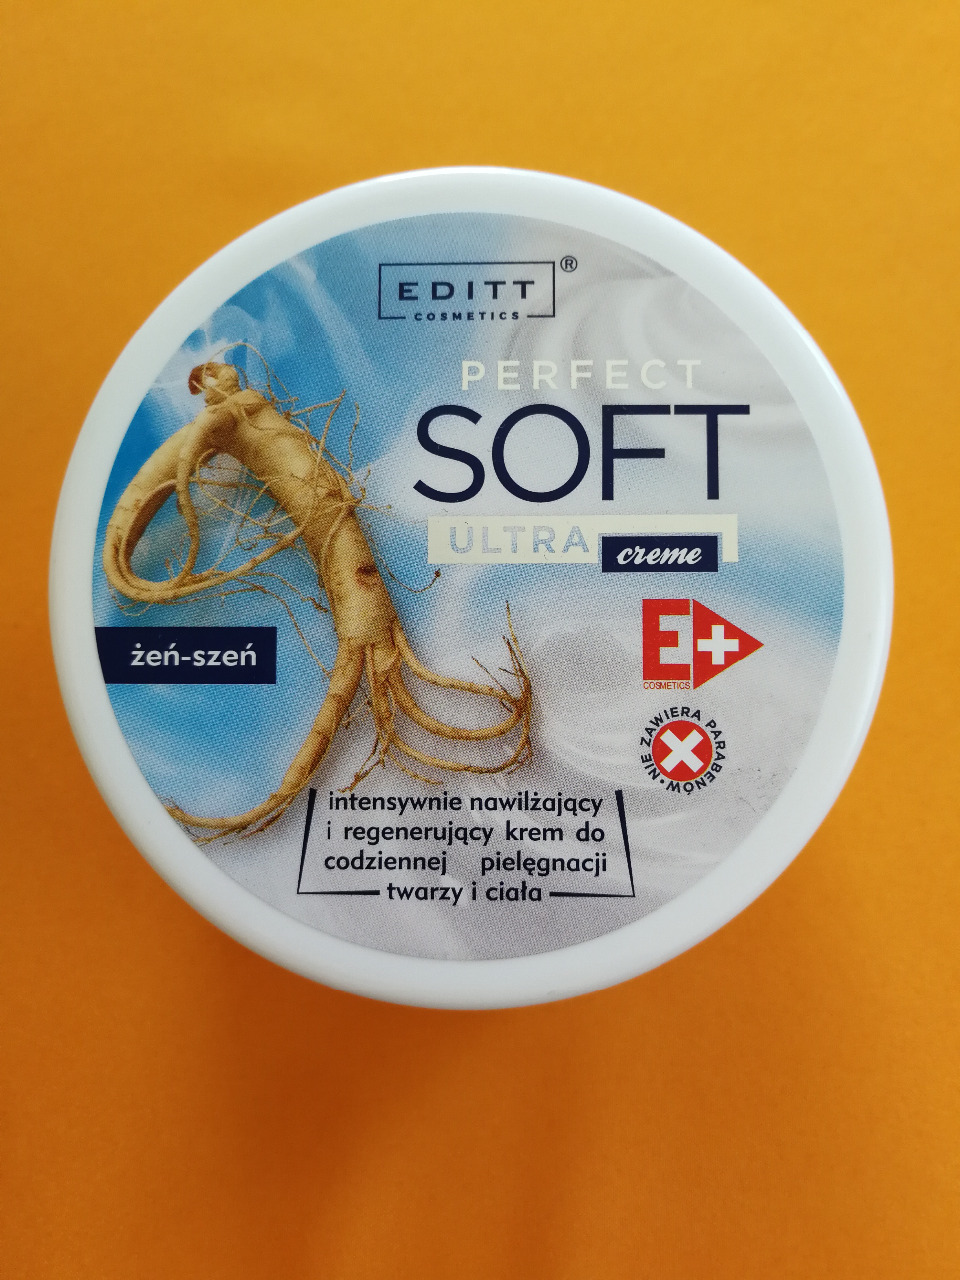 EDITT ®
COSMETICS
PERFECT
SOFT
ULTRA
creme
żeń-szeń
E+
COSMETICS
NIE ZAWIERA PARABENÓW
intensywnie nawilżający
i regenerujący krem do
codziennej pielęgnacji
twarzy i ciała